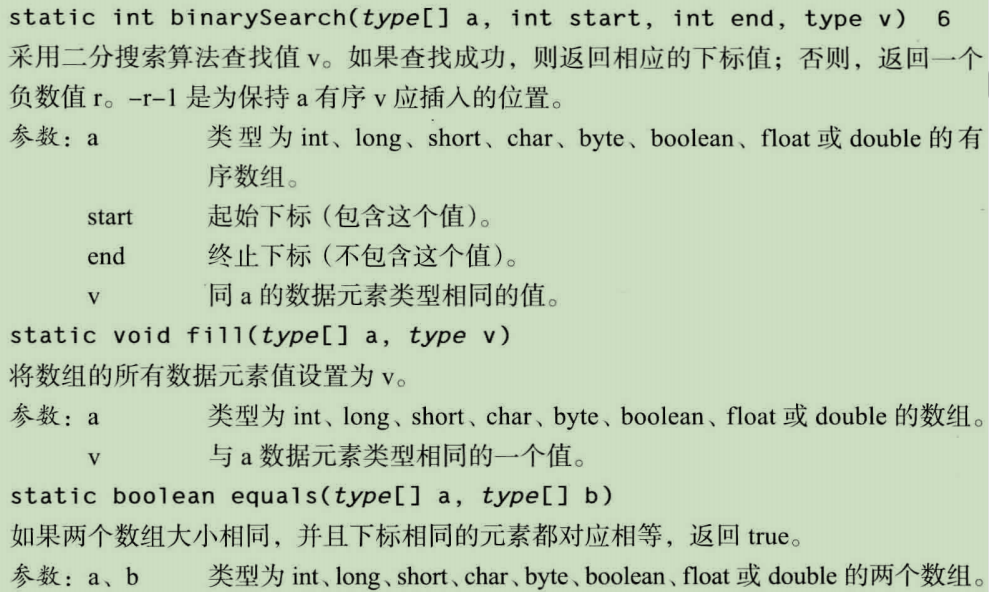 static int binarySearch(type[] a, int start, int end, type v) 6
采用二分搜索算法查找值 v。如果查找成功，则返回相应的下标值；否则，返回一个
负数值 r。–r–1 是为保持 a 有序 v 应插入的位置。
参数：a 类型为 int、long、short、char、byte、boolean、float 或 double 的有
序数组。
start 起始下标（包含这个值）。
end 终止下标（不包含这个值）。
v 同 a 的数据元素类型相同的值。
static void fill(type[] a, type v)
将数组的所有数据元素值设置为 v。
参数：a 类型为 int、long、short、char、byte、boolean、float 或 double 的数组。
v 与 a 数据元素类型相同的一个值。
static boolean equals(type[] a, type[] b)
如果两个数组大小相同，并且下标相同的元素都对应相等，返回 true。
参数：a、b 类型为 int、long、short、char、byte、boolean、float 或 double 的两个数组。